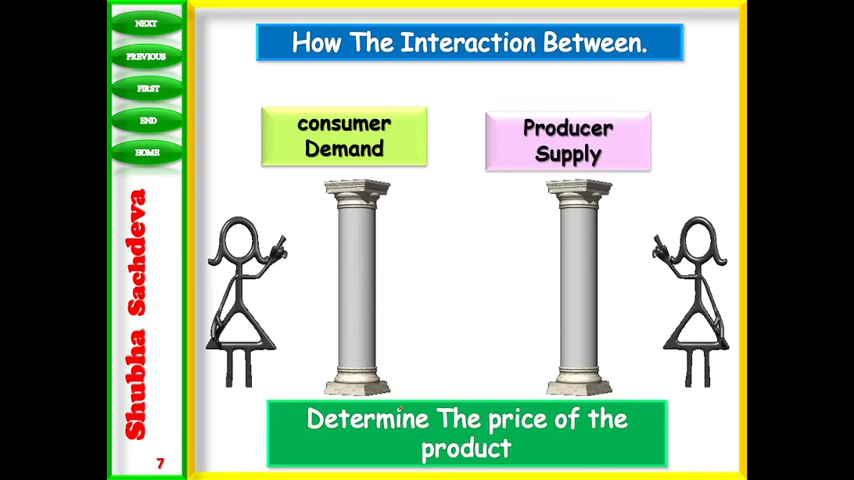 NEXT
PREVIOUS
FIRST
END
HOME
Shubha Sachdeva
7
How The Interaction Between.
consumer
Demand
Producer
Supply
Determine The price of the
product